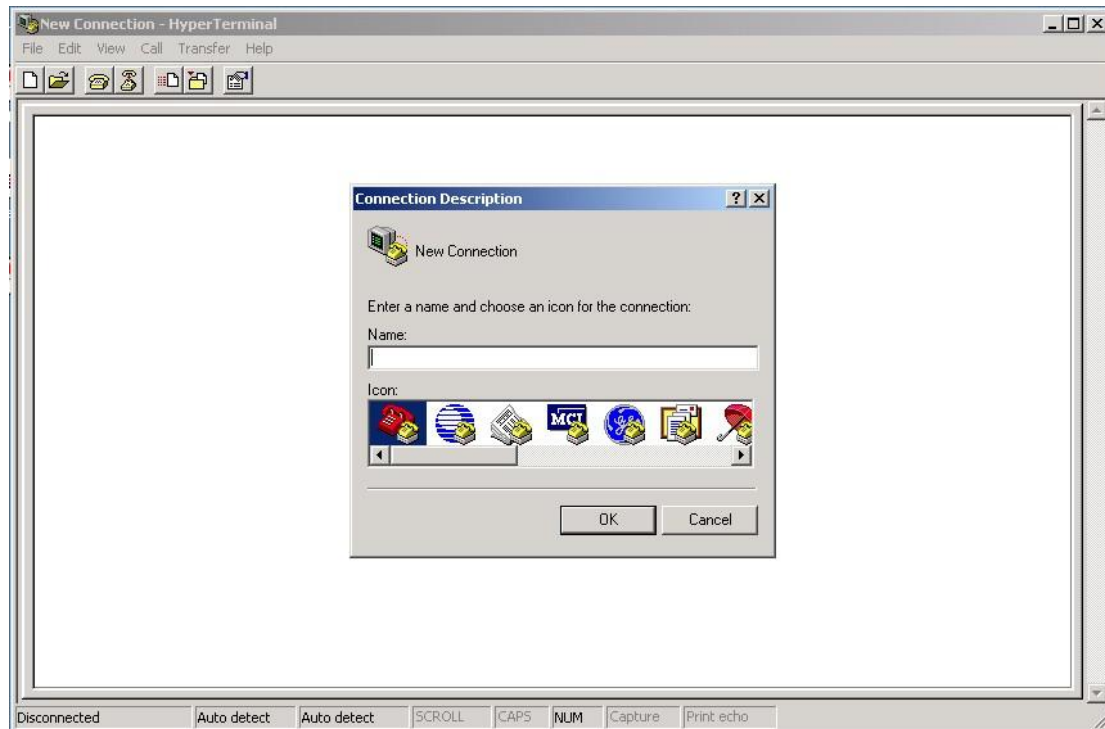 New Connection - HyperTerminal
File Edit View Call Transfer Help
Connection Description
New Connection
Enter a name and choose an icon for the connection:
Name:
Icon:
MCI
OK Cancel
Disconnected Auto detect Auto detect SCROLL CAPS NUM Capture Print echo